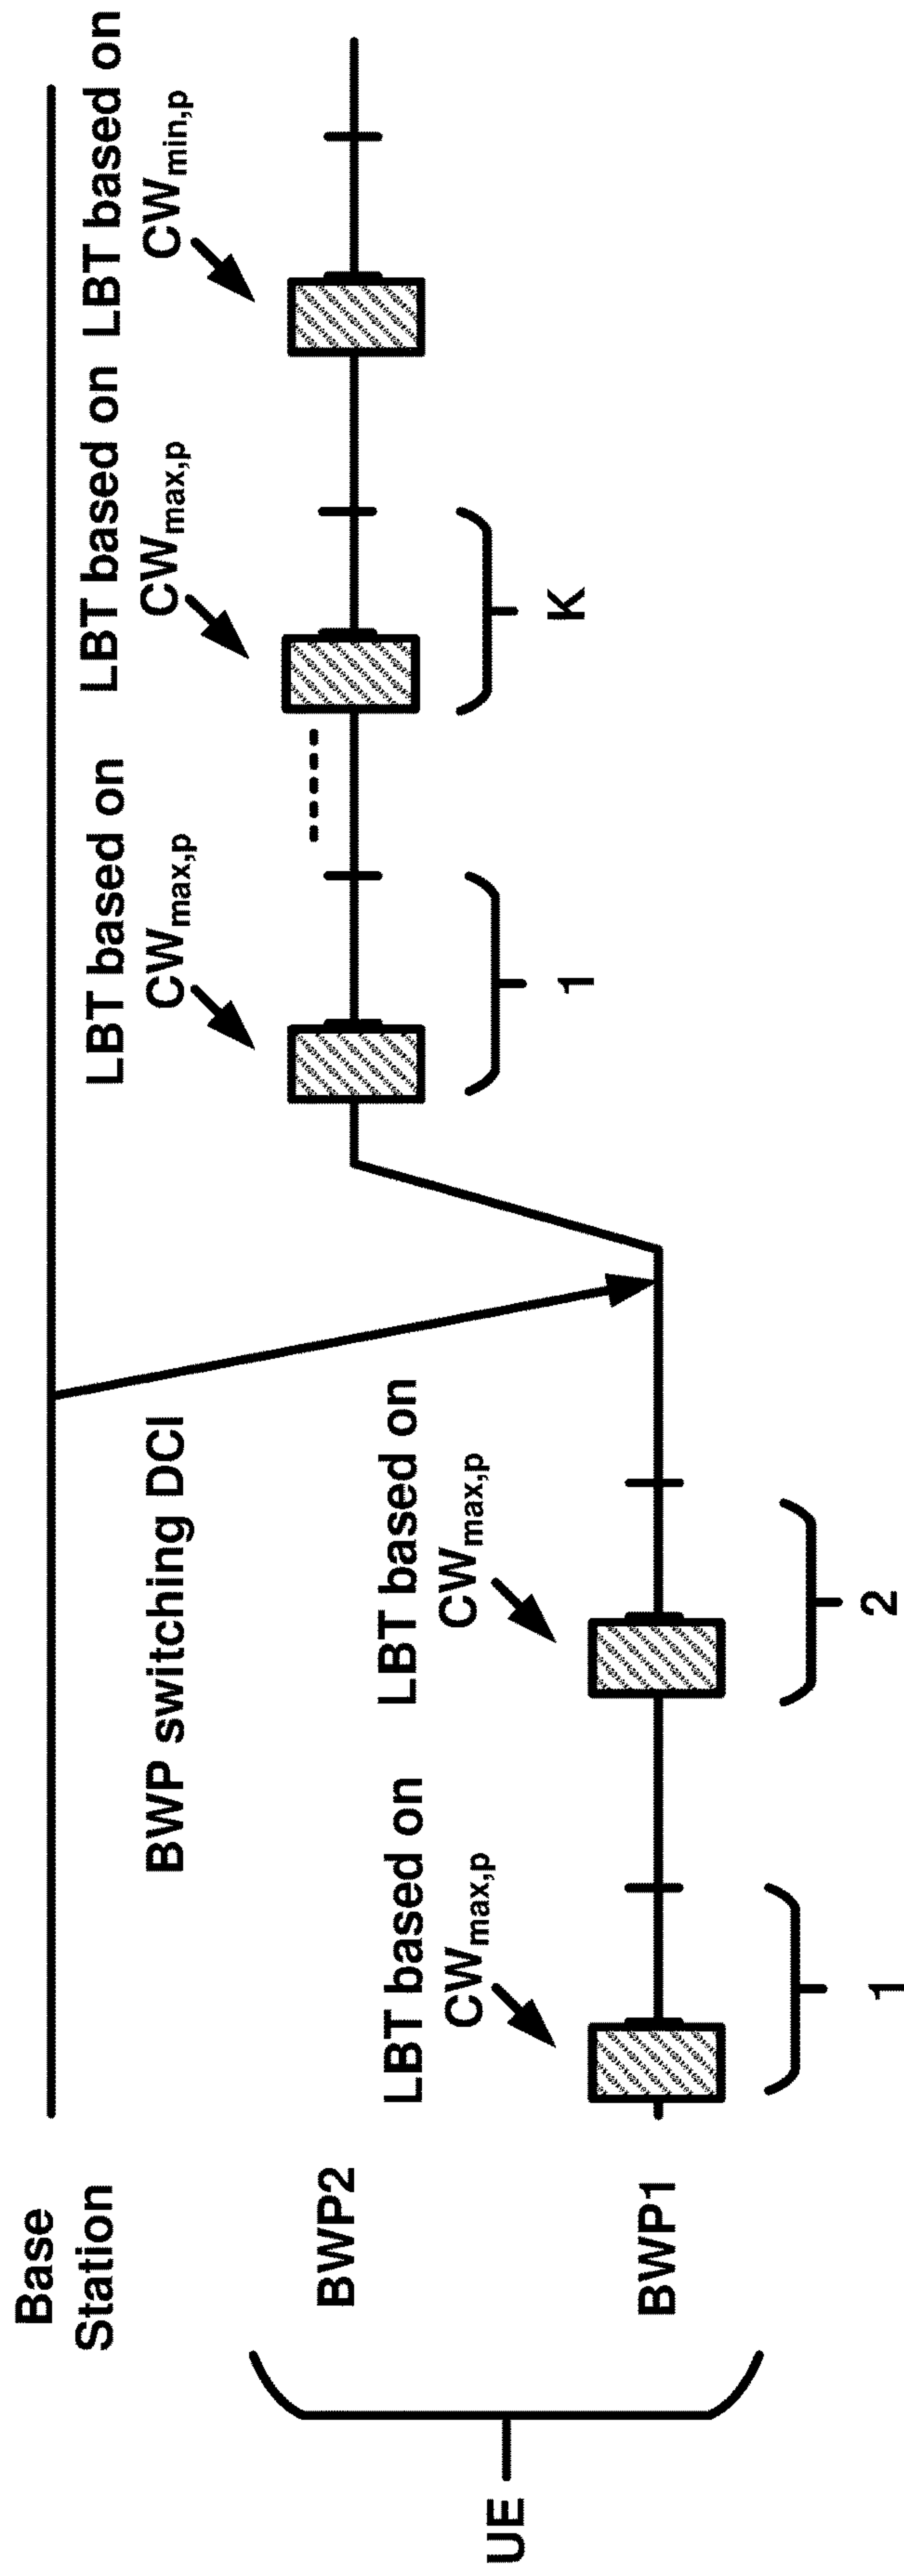 Base
Station
BWP switching DCI
LBT based on
CWmax,p
LBT based on
CWmax,p
LBT based on
CWmin,p
1
K
UE
BWP2
BWP1
LBT based on
CWmax,p
LBT based on
CWmax,p
1
2